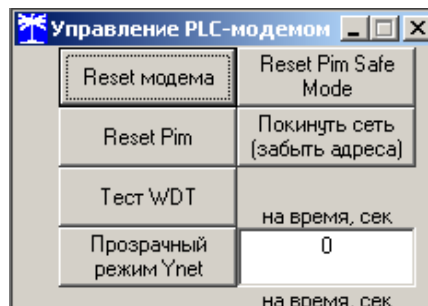 Управление PLC-модемом
Reset модема
Reset Pim Safe
Mode
Reset Pim
Покинуть сеть
(забыть адреса)
Тест WDT
на время, сек
Прозрачный
режим Ynet
0
на время, сек